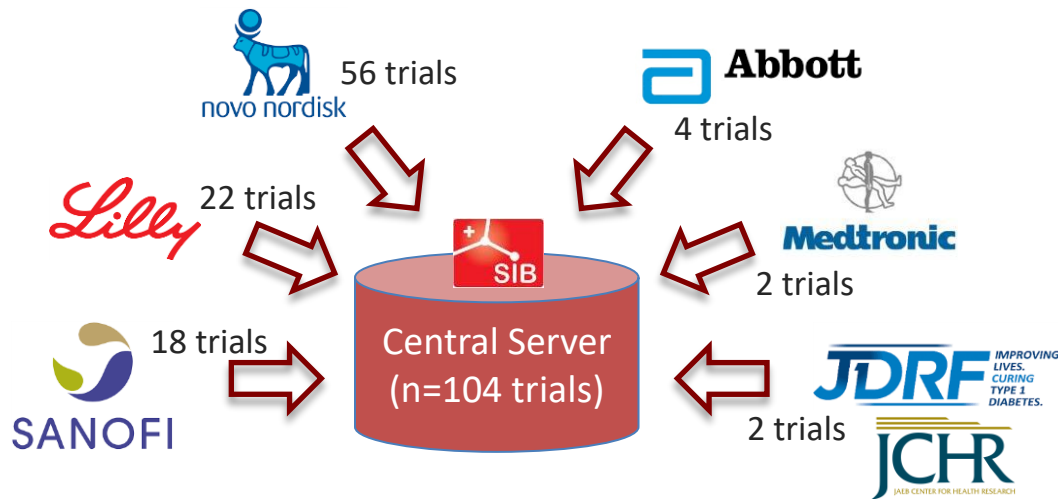 novo nordisk
56 trials
Abbott
4 trials
Lilly
22 trials
Medtronic
2 trials
SIB
Central Server
(n=104 trials)
SANOFI
18 trials
JDRF
IMPROVING
LIVES.
CURING
TYPE 1
DIABETES.
2 trials
JCHR
JAEB CENTER FOR HEALTH RESEARCH